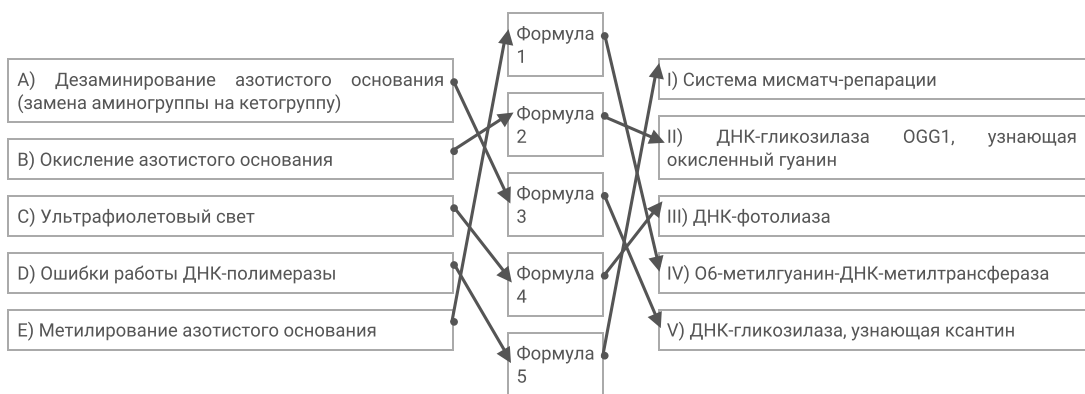 A) Дезаминирование азотистого основания
(замена аминогруппы на кетогруппу)
B) Окисление азотистого основания
C) Ультрафиолетовый свет
D) Ошибки работы ДНК-полимеразы
E) Метилирование азотистого основания
Формула
1
Формула
2
Формула
3
Формула
4
Формула
5
I) Система мисматч-репарации
II) ДНК-гликозилаза OGG1, узнающая
окисленный гуанин
III) ДНК-фотолиаза
IV) О6-метилгуанин-ДНК-метилтрансфераза
V) ДНК-гликозилаза, узнающая ксантин